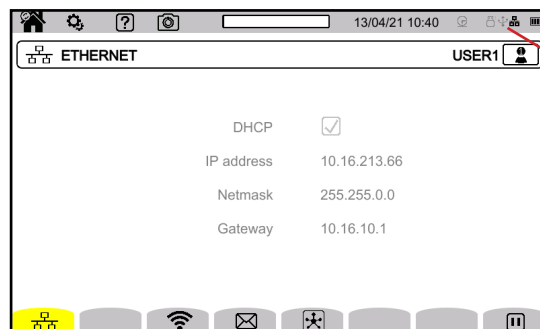 13/04/21 10:40
ETHERNET USER1
DHCP
IP address 10.16.213.66
Netmask 255.255.0.0
Gateway 10.16.10.1